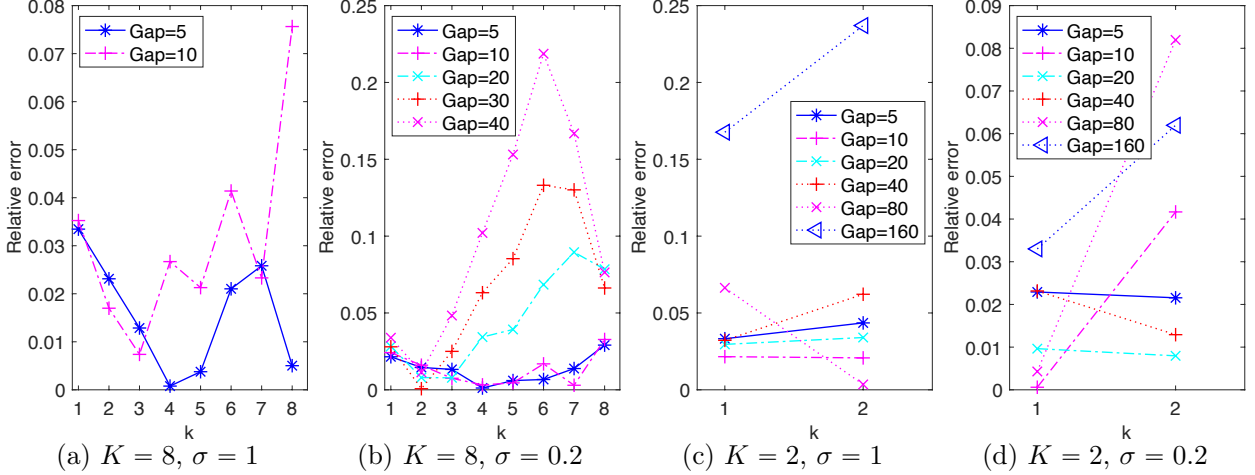 0.08
0.07
0.06
0.05
0.04
0.03
0.02
0.01
0
Relative error
Gap=5
Gap=10
1 2 3 4 5 6 7 8
k
(a) K = 8, σ = 1
0.25
0.2
0.15
0.1
0.05
0
Relative error
Gap=5
Gap=10
Gap=20
Gap=30
Gap=40
1 2 3 4 5 6 7 8
k
(b) K = 8, σ = 0.2
0.25
0.2
0.15
0.1
0.05
0
Relative error
Gap=5
Gap=10
Gap=20
Gap=40
Gap=80
Gap=160
1 2
k
(c) K = 2, σ = 1
0.09
0.08
0.07
0.06
0.05
0.04
0.03
0.02
0.01
0
Relative error
Gap=5
Gap=10
Gap=20
Gap=40
Gap=80
Gap=160
1 2
k
(d) K = 2, σ = 0.2